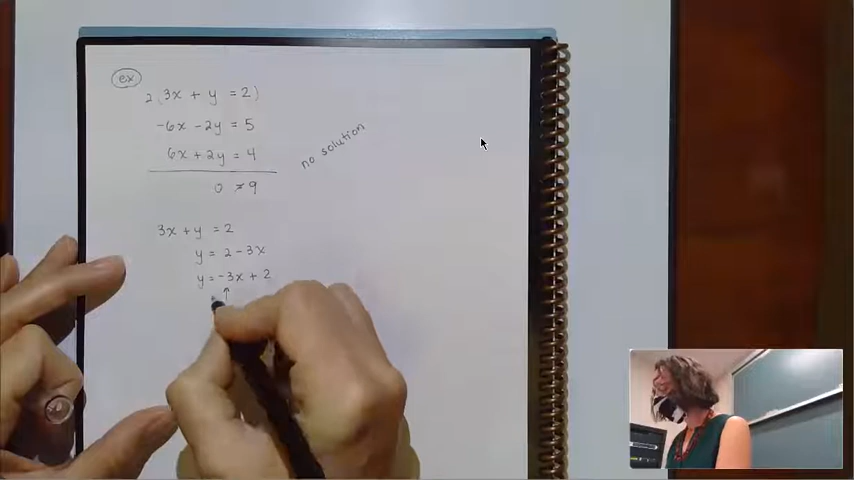 ex
2(3x + y = 2)
-6x - 2y = 5
6x + 2y = 4
0 ≠ 9
no solution
3x + y = 2
y = 2 - 3x
y = -3x + 2
↑